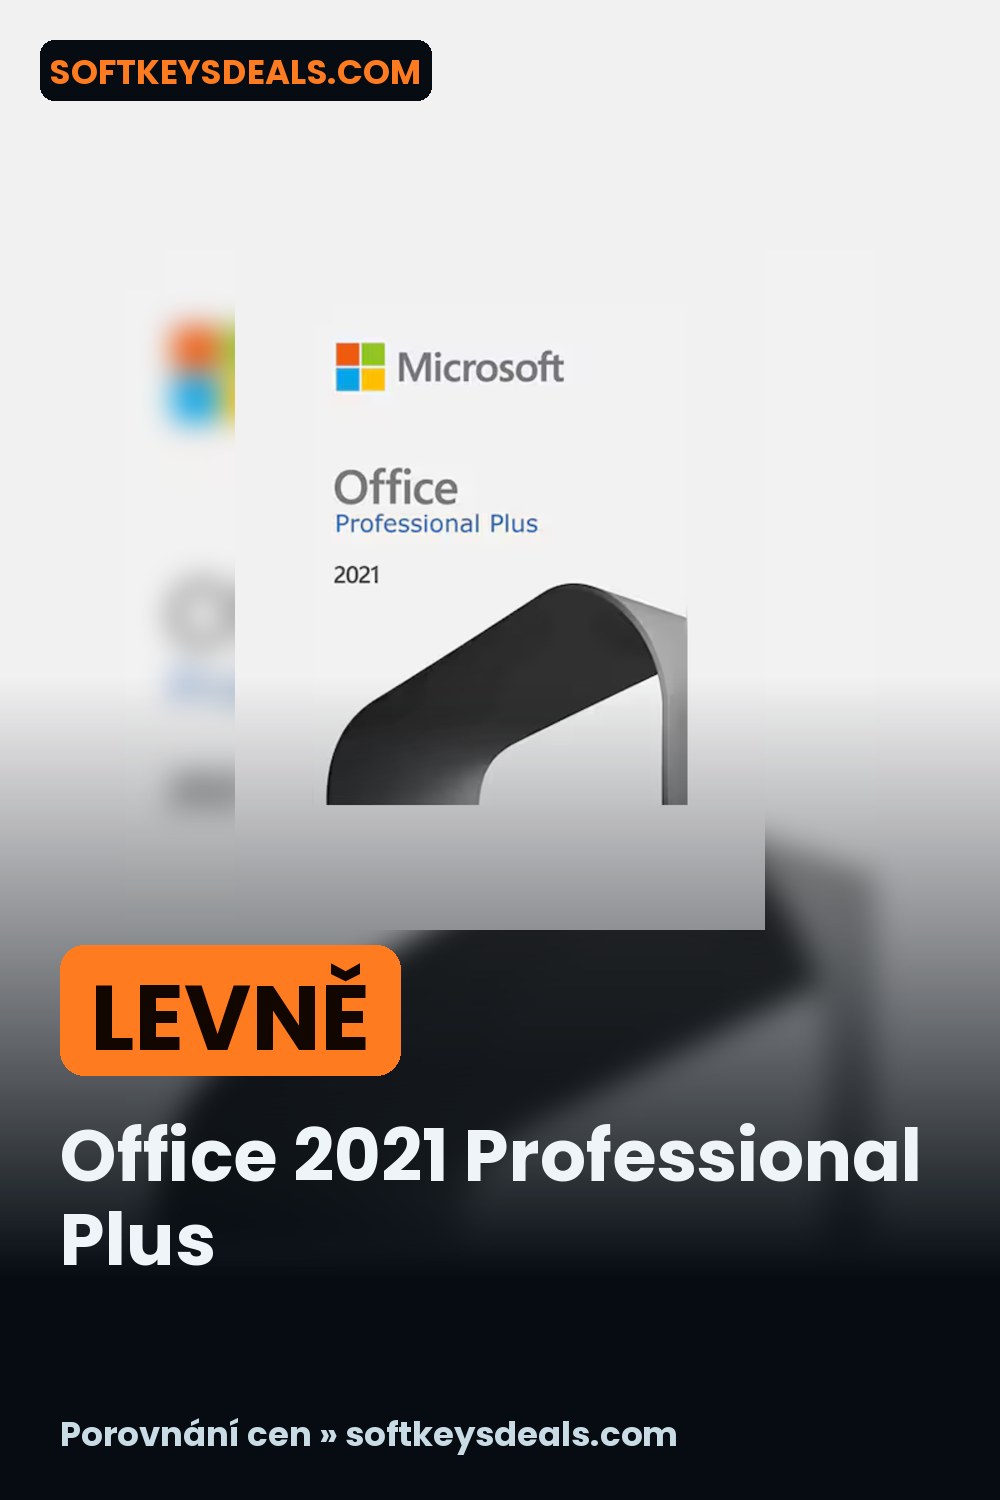 SOFTKEYSDEALS.COM
Microsoft
Office
Professional Plus
2021
LEVNĚ
Office 2021 Professional
Plus
Porovnání cen » softkeysdeals.com